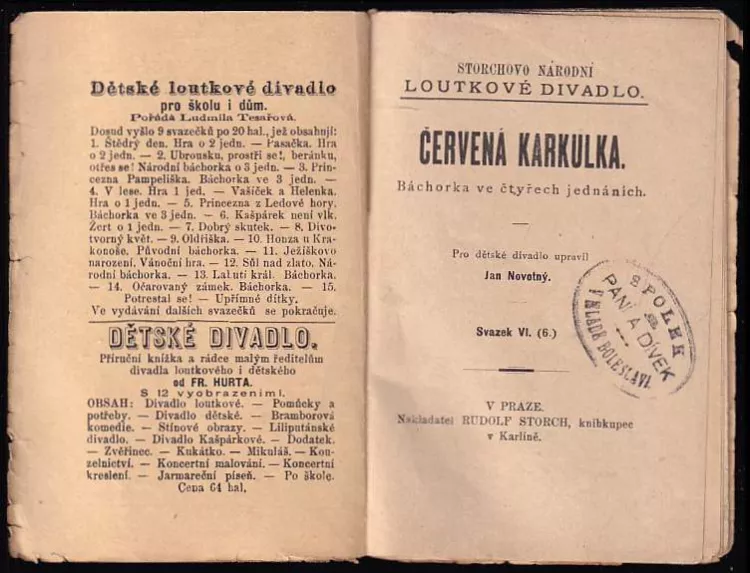 Dětské loutkové divadlo
pro školu i dům.
Pořádá Ludmila Tesařová.
Dosud vyšlo 9 svazečků po 20 hal., jež obsahují:
1. Štědrý den. Hra o 2 jedn. — Pasačka. Hra
o 2 jedn. — 2. Ubrousku, prostři se!, beránku,
otřes se! Národní báchorka o 3 jedn. — 3. Prin-
cezna Pampeliška. Báchorka ve 3 jedn. —
4. V lese. Hra 1 jed. — Vašíček a Helenka.
Hra o 1 jedn. — 5. Princezna z Ledové hory.
Báchorka ve 3 jedn. — 6. Kašpárek není vlk.
Žert o 1 jedn. — 7. Dobrý skutek. — 8. Divo-
tvorný květ. — 9. Oldřiška. — 10. Honza u Kra-
konoše. Původní báchorka. — 11. Ježíškovo
narození. Vánoční hra. — 12. Sůl nad zlato. Ná-
rodní báchorka. — 13. Labutí král. Báchorka.
— 14. Očarovaný zámek. Báchorka. — 15.
Potrestal se! — Upřímné dítky.
Ve vydávání dalších svazečků se pokračuje.
DĚTSKÉ DIVADLO.
Příruční knížka a rádce malým ředitelům
divadla loutkového i dětského
od FR. HURTA.
S 12 vyobrazeními.
OBSAH: Divadlo loutkové. — Pomůcky a
potřeby. — Divadlo dětské. — Bramborová
komedie. — Stínové obrazy. — Liliputánské
divadlo. — Divadlo Kašpárkové. — Dodatek.
— Zvěřinec. — Kukátko. — Mikuláš. — Kou-
zelnictví. — Koncertní malování. — Koncertní
kreslení. — Jarmareční píseň. — Po škole.
Cena 64 hal.
STORCHOVO NÁRODNÍ
LOUTKOVÉ DIVADLO.
ČERVENÁ KARKULKA.
Báchorka ve čtyřech jednáních.
Pro dětské divadlo upravil
Jan Novotný.
Svazek VI. (6.)
SPOLEK
PANÍ A DÍVEK
V MLADÉ BOLESLAVI
V PRAZE.
Nakladatel RUDOLF STORCH, knihkupec
v Karlíně.